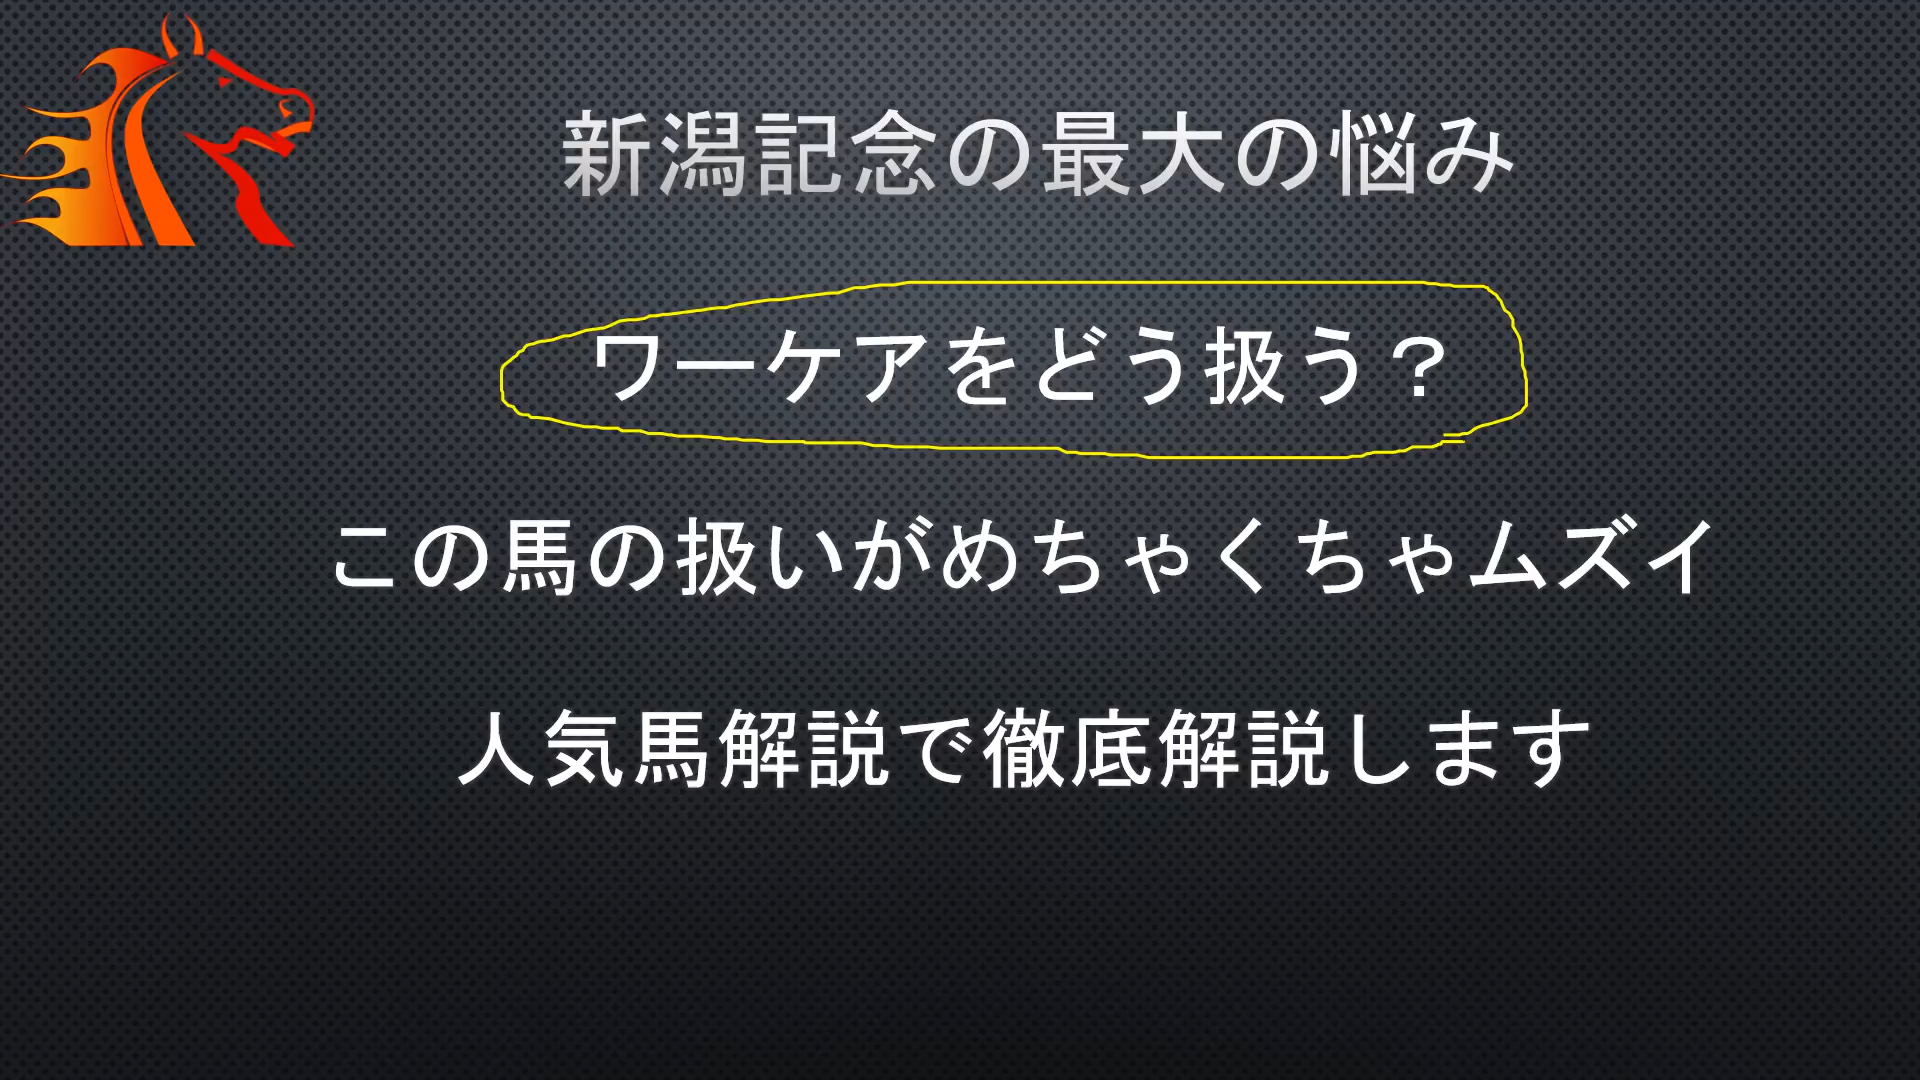 新潟記念の最大の悩み
ワーケアをどう扱う？
この馬の扱いがめちゃくちゃムズイ
人気馬解説で徹底解説します